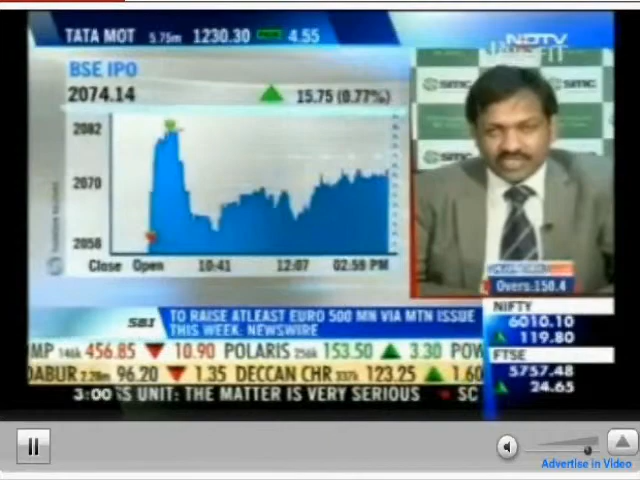 TATA MOT 5.75m 1230.30 4.55
NDTV
BSE IPO
2074.14 15.75 (0.77%)
2082
2070
2058
Close Open 10:41 12:07 02:59 PM
SMC
SMC
SMC
Overs:150.4
SBI TO RAISE ATLEAST EURO 500 MN VIA MTN ISSUE
THIS WEEK: NEWSWIRE
NIFTY
6010.10
119.80
MP 146k 456.85 10.90 POLARIS 256k 153.50 3.30 POW
DABUR 96.20 1.35 DECCAN CHR 337k 123.25 1.60
FTSE
5757.48
24.65
3:00 S UNIT: THE MATTER IS VERY SERIOUS SC
Advertise in Video